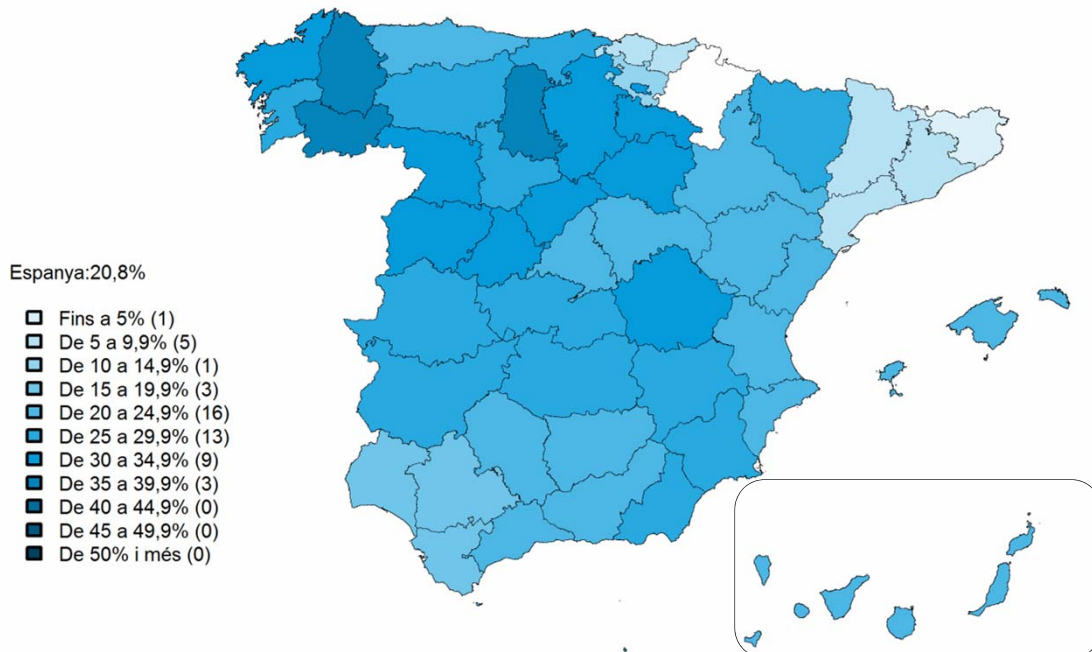 Espanya:20,8%
Fins a 5% (1)
De 5 a 9,9% (5)
De 10 a 14,9% (1)
De 15 a 19,9% (3)
De 20 a 24,9% (16)
De 25 a 29,9% (13)
De 30 a 34,9% (9)
De 35 a 39,9% (3)
De 40 a 44,9% (0)
De 45 a 49,9% (0)
De 50% i més (0)